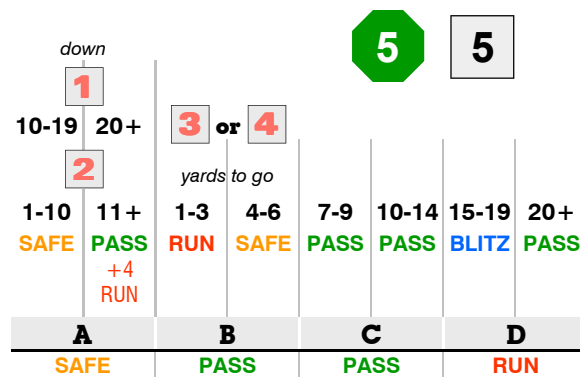 5 5
down
1
10-19 20+
3 or 4
2
yards to go
1-10 11+ 1-3 4-6 7-9 10-14 15-19 20+
SAFE PASS RUN SAFE PASS PASS BLITZ PASS
+4
RUN
A B C D
SAFE PASS PASS RUN